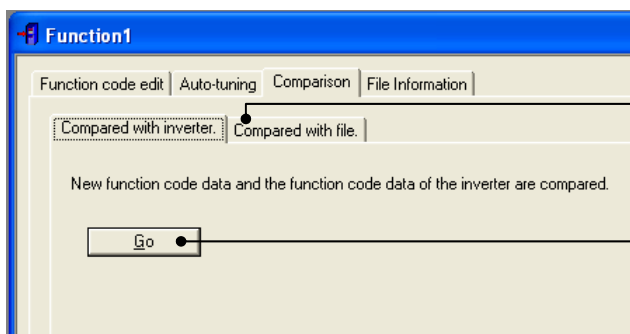 Function1
Function code edit Auto-tuning Comparison File Information
Compared with inverter. Compared with file.
New function code data and the function code data of the inverter are compared.
Go